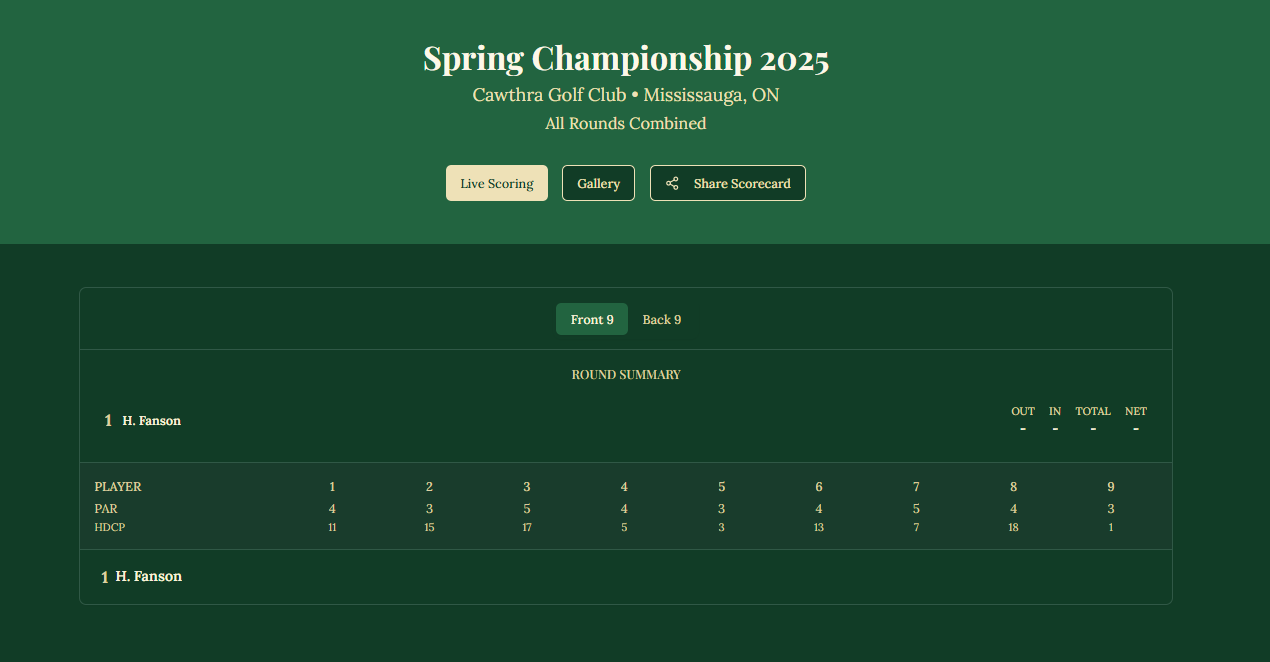 Spring Championship 2025
Cawthra Golf Club • Mississauga, ON
All Rounds Combined
Live Scoring Gallery Share Scorecard
Front 9 Back 9
ROUND SUMMARY
OUT IN TOTAL NET
1 H. Fanson
- - - -
PLAYER 1 2 3 4 5 6 7 8 9
PAR 4 3 5 4 3 4 5 4 3
HDCP 11 15 17 5 3 13 7 18 1
1 H. Fanson